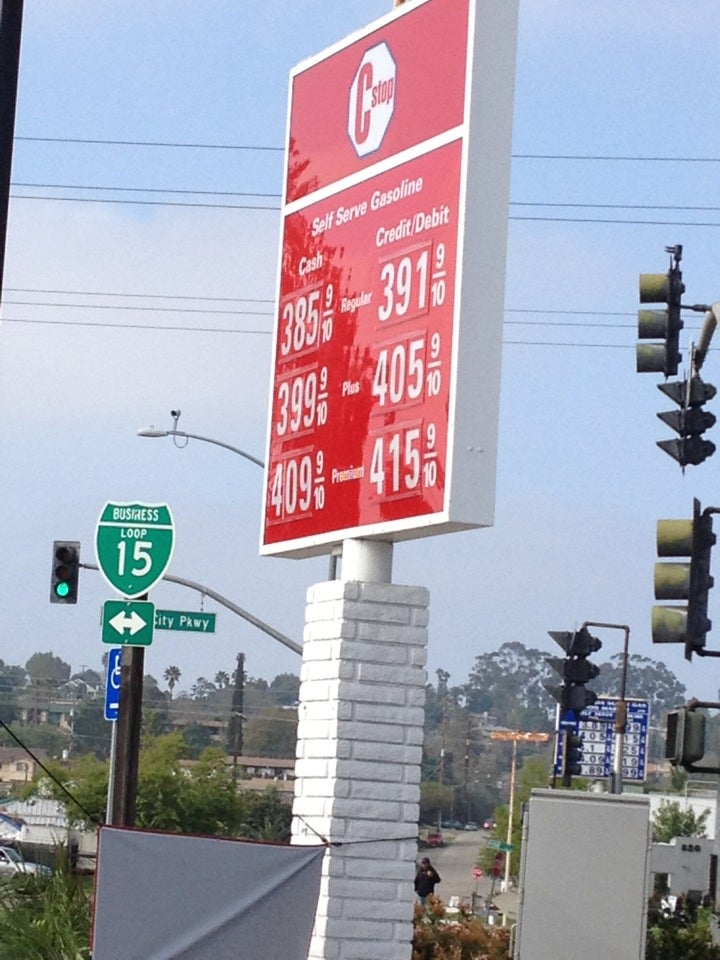 C stop
Self Serve Gasoline
Cash Credit/Debit
385 9/10 Regular 391 9/10
399 9/10 Plus 405 9/10
409 9/10 Premium 415 9/10
BUSINESS
LOOP
15
City Pkwy